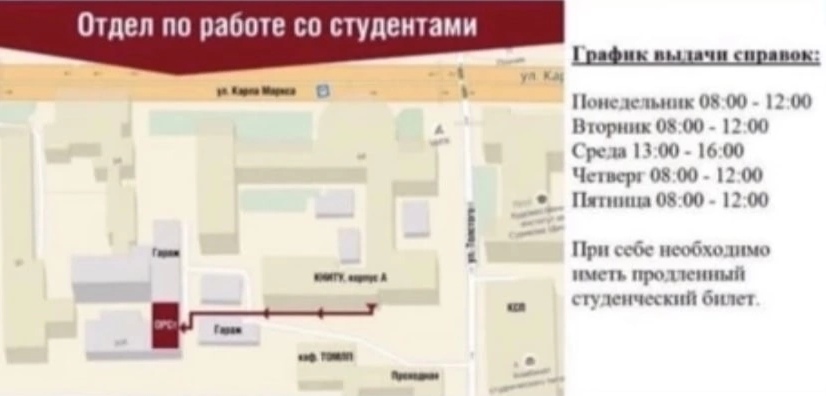 Отдел по работе со студентами
ул. Карла Маркса
ул. Кар
ул. Толстого
Гараж
КНИТУ, корпус А
ОРС
Гараж
КСП
каф. ТОМЛП
Проходная
График выдачи справок:
Понедельник 08:00 - 12:00
Вторник 08:00 - 12:00
Среда 13:00 - 16:00
Четверг 08:00 - 12:00
Пятница 08:00 - 12:00
При себе необходимо
иметь продленный
студенческий билет.